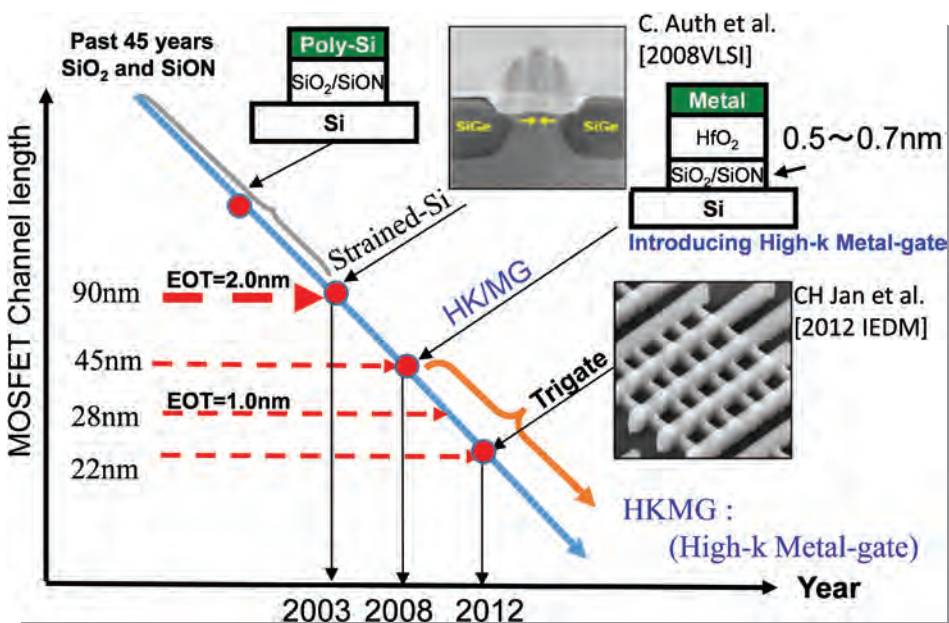 Past 45 years
SiO₂ and SiON
Poly-Si
SiO₂/SiON
Si
SiGe
SiGe
C. Auth et al.
[2008VLSI]
Metal
HfO₂
SiO₂/SiON
Si
0.5～0.7nm
Introducing High-k Metal-gate
MOSFET Channel length
Strained-Si
HK/MG
Trigate
CH Jan et al.
[2012 IEDM]
90nm
EOT=2.0nm
45nm
EOT=1.0nm
28nm
22nm
HKMG :
(High-k Metal-gate)
Year
2003 2008 2012